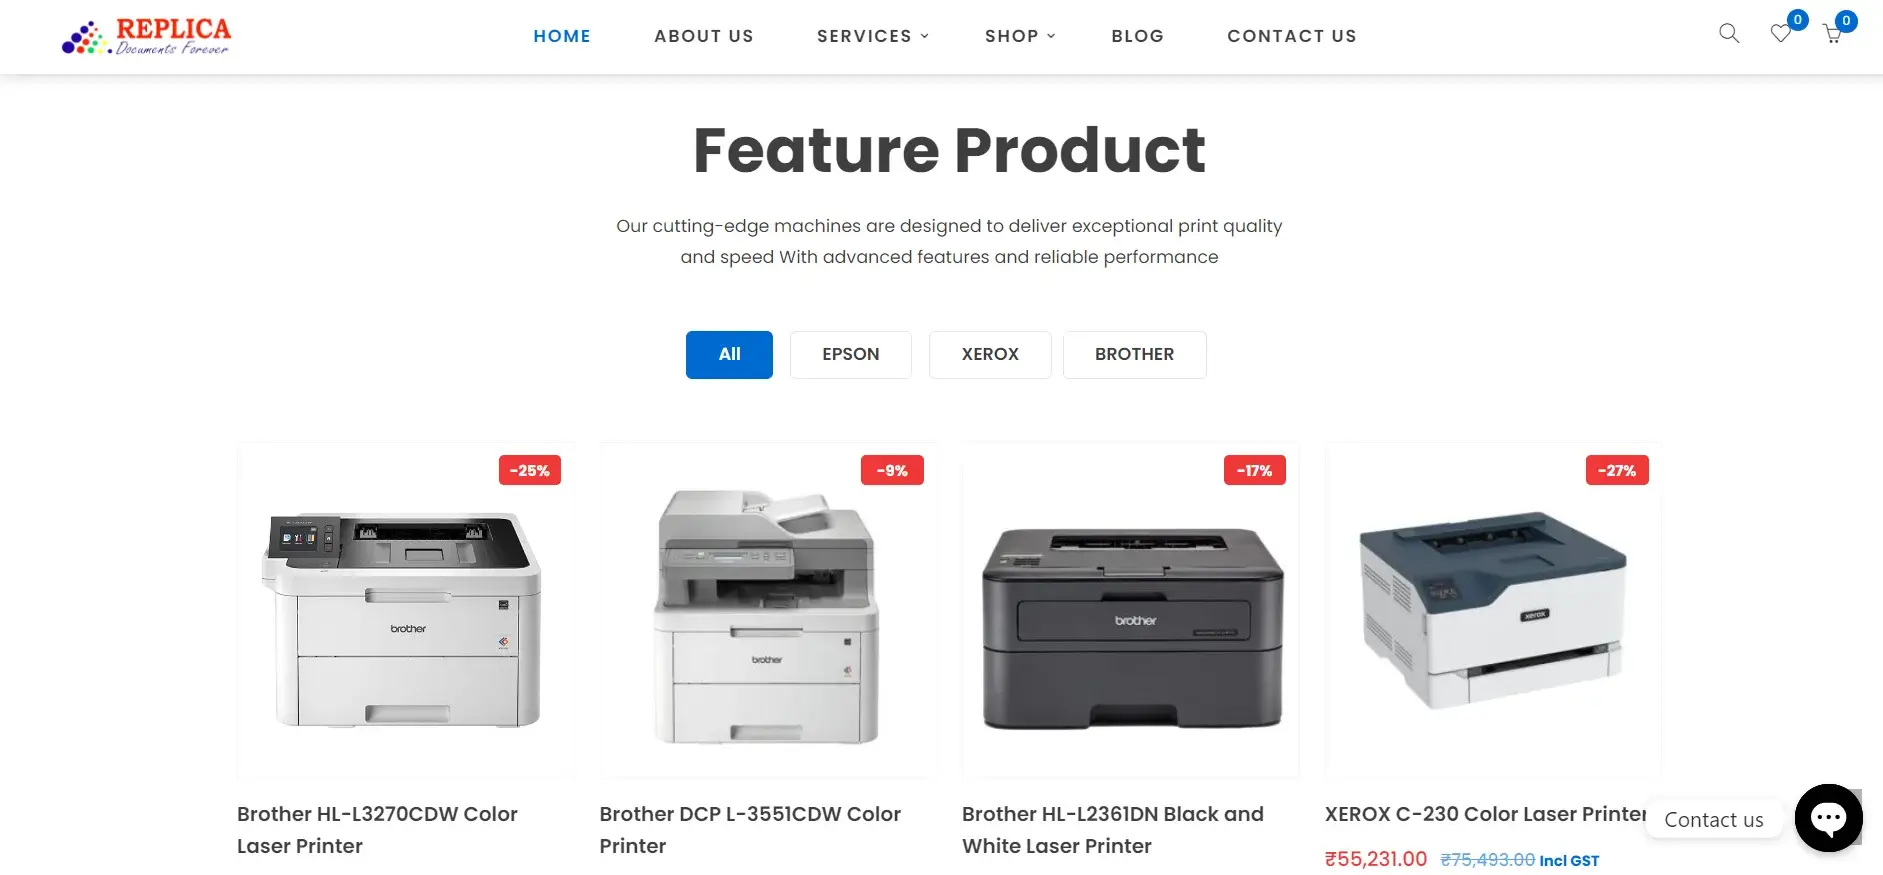 REPLICA
Documents Forever
HOME
ABOUT US
SERVICES
SHOP
BLOG
CONTACT US
0
0
Feature Product
Our cutting-edge machines are designed to deliver exceptional print quality
and speed With advanced features and reliable performance
All
EPSON
XEROX
BROTHER
-25%
-9%
-17%
-27%
brother
brother
brother
xerox
Brother HL-L3270CDW Color
Laser Printer
Brother DCP L-3551CDW Color
Printer
Brother HL-L2361DN Black and
White Laser Printer
XEROX C-230 Color Laser Printer
₹55,231.00 ₹75,493.00 Incl GST
Contact us